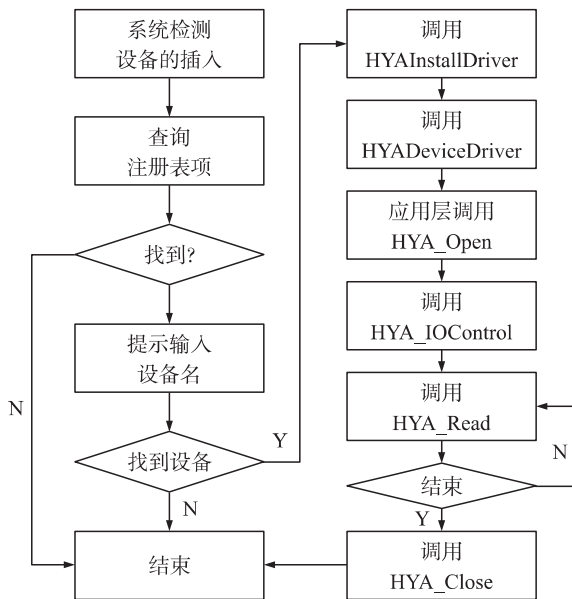 系统检测
设备的插入
查询
注册表项
找到?
提示输入
设备名
N
找到设备
Y
N
结束
调用
HYAInstallDriver
调用
HYADeviceDriver
应用层调用
HYA_Open
调用
HYA_IOControl
调用
HYA_Read
N
结束
Y
调用
HYA_Close